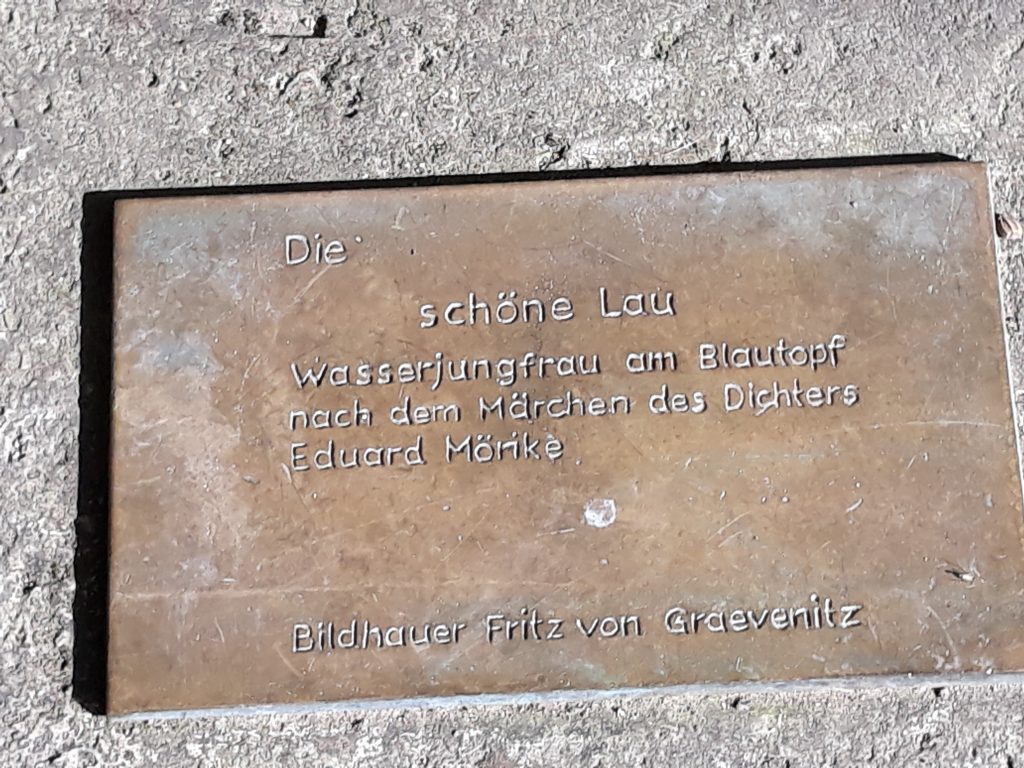 Die
schöne Lau
Wasserjungfrau am Blautopf
nach dem Märchen des Dichters
Eduard Mörike
Bildhauer Fritz von Graevenitz